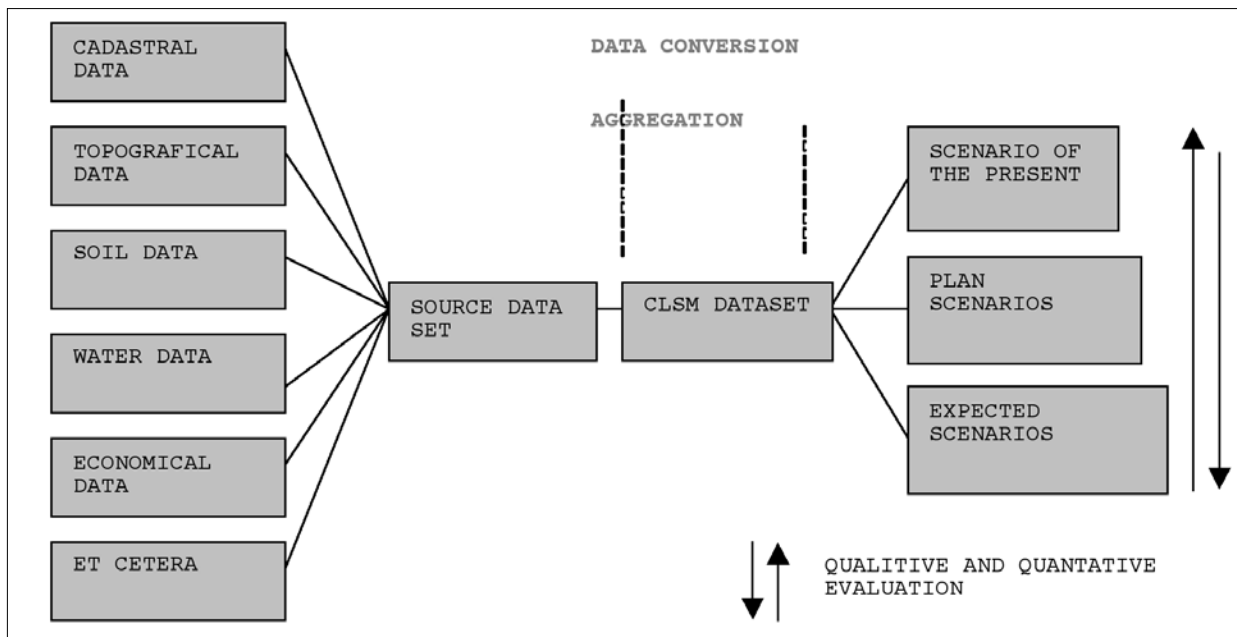 CADASTRAL
DATA
TOPOGRAFICAL
DATA
SOIL DATA
WATER DATA
ECONOMICAL
DATA
ET CETERA
SOURCE DATA
SET
DATA CONVERSION
AGGREGATION
CLSM DATASET
SCENARIO OF
THE PRESENT
PLAN
SCENARIOS
EXPECTED
SCENARIOS
QUALITIVE AND QUANTATIVE
EVALUATION